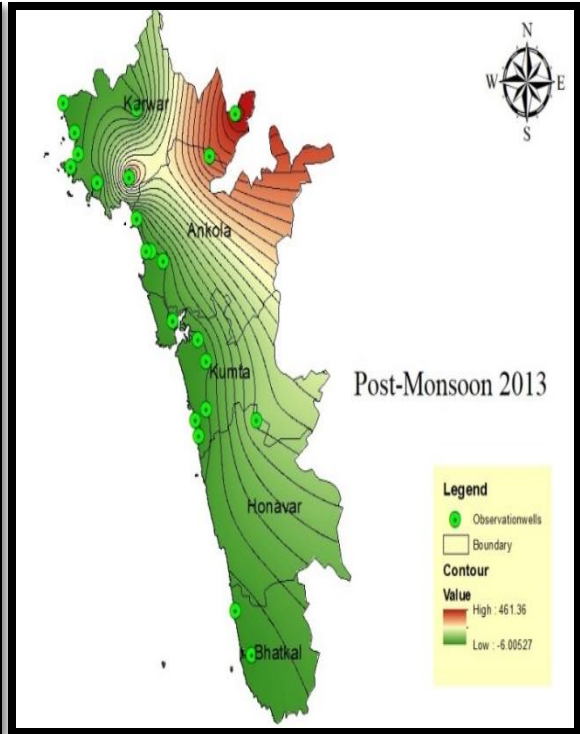 N
W E
S
Karwar
Ankola
Kumta
Post-Monsoon 2013
Honavar
Bhatkal
Legend
Observationwells
Boundary
Contour
Value
High : 461.36
Low : -6.00527